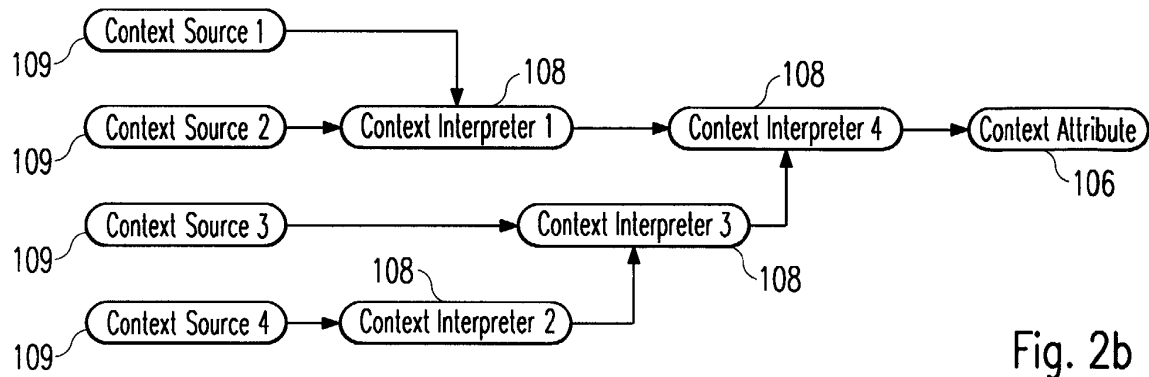 Context Source 1
109
108
108
Context Source 2
Context Interpreter 1
Context Interpreter 4
Context Attribute
109
106
Context Source 3
Context Interpreter 3
109
108
108
Context Source 4
Context Interpreter 2
109
Fig. 2b